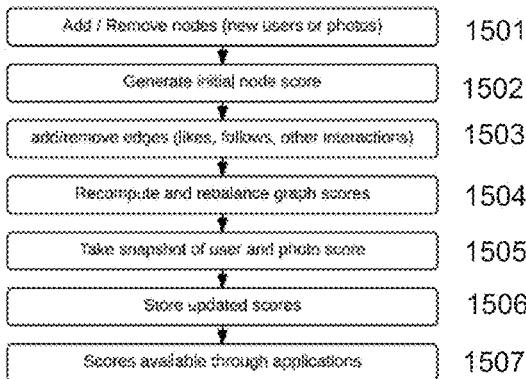 Add / Remove nodes (new users or photos) 1501
Generate initial node score 1502
add/remove edges (likes, follows, other interactions) 1503
Recompute and rebalance graph scores 1504
Take snapshot of user and photo score 1505
Store updated scores 1506
Scores available through applications 1507